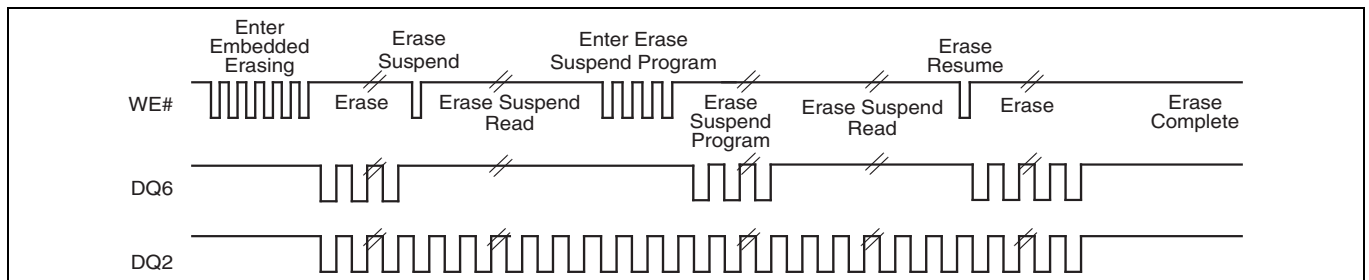 Enter
Embedded
Erasing
Erase
Suspend
Enter Erase
Suspend Program
Erase
Resume
WE#
Erase
Erase Suspend
Read
Erase
Suspend
Program
Erase Suspend
Read
Erase
Erase
Complete
DQ6
DQ2